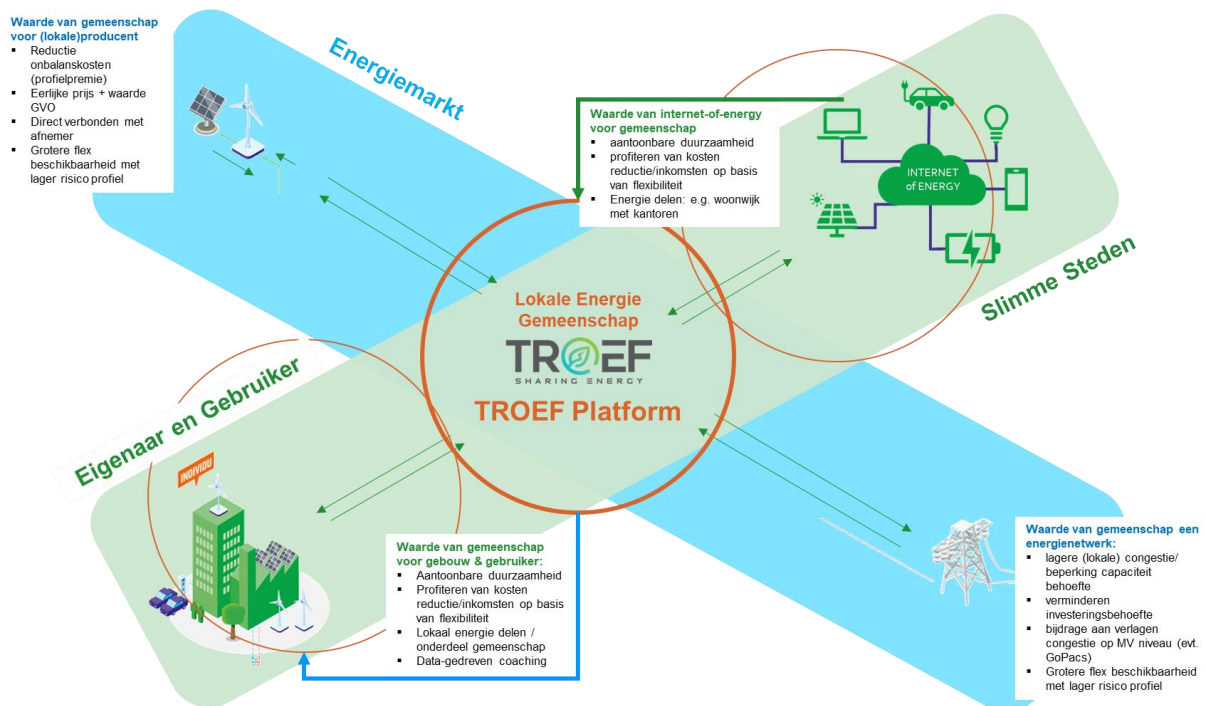 Waarde van gemeenschap
voor (lokale)producent
▪ Reductie
onbalanskosten
(profielpremie)
▪ Eerlijke prijs + waarde
GVO
▪ Direct verbonden met
afnemer
▪ Grotere flex
beschikbaarheid met
lager risico profiel
Energiemarkt
Waarde van internet-of-energy
voor gemeenschap
▪ aantoonbare duurzaamheid
▪ profiteren van kosten
reductie/inkomsten op basis
van flexibiliteit
▪ Energie delen: e.g. woonwijk
met kantoren
INTERNET
of ENERGY
Slimme Steden
Lokale Energie
Gemeenschap
TROEF
SHARING ENERGY
TROEF Platform
Eigenaar en Gebruiker
INDIVIDU
Waarde van gemeenschap
voor gebouw & gebruiker:
▪ Aantoonbare duurzaamheid
▪ Profiteren van kosten
reductie/inkomsten op basis
van flexibiliteit
▪ Lokaal energie delen /
onderdeel gemeenschap
▪ Data-gedreven coaching
Waarde van gemeenschap een
energienetwerk:
▪ lagere (lokale) congestie/
beperking capaciteit
behoefte
▪ verminderen
investeringsbehoefte
▪ bijdrage aan verlagen
congestie op MV niveau (evt.
GoPacs)
▪ Grotere flex beschikbaarheid
met lager risico profiel